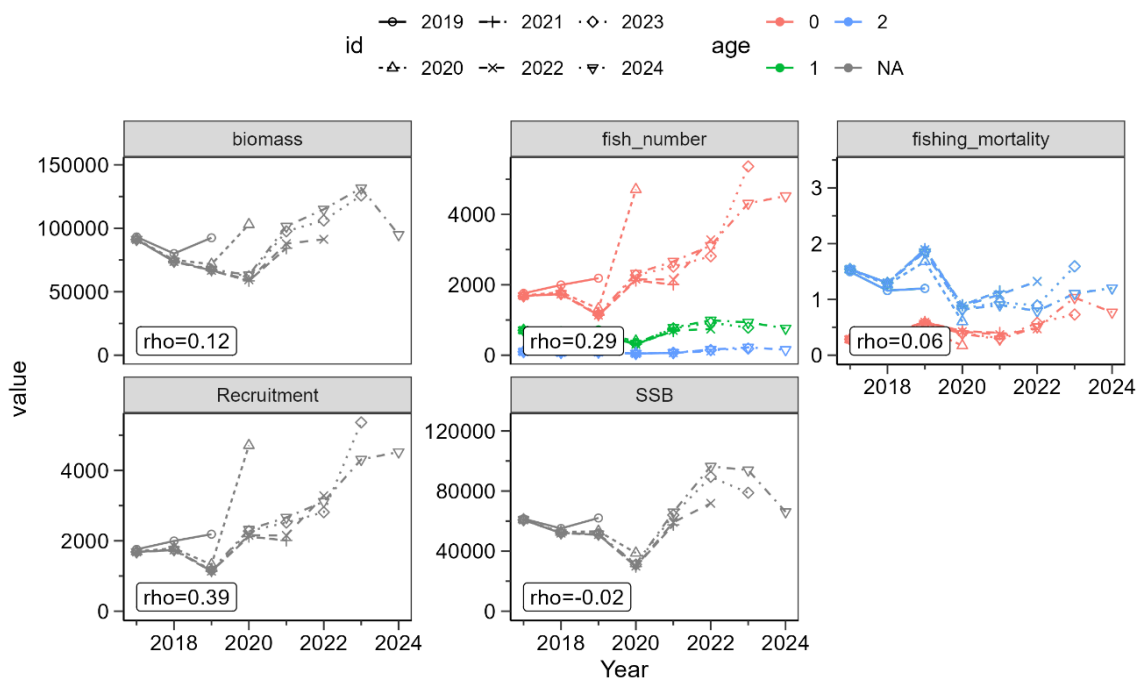 id
2019
2021
2023
2020
2022
2024
age
0
2
1
NA
value
biomass
150000
100000
50000
0
rho=0.12
fish_number
4000
2000
0
rho=0.29
fishing_mortality
3
2
1
0
rho=0.06
2018
2020
2022
2024
Recruitment
4000
2000
0
rho=0.39
2018
2020
2022
2024
SSB
120000
80000
40000
0
rho=-0.02
2018
2020
2022
2024
Year